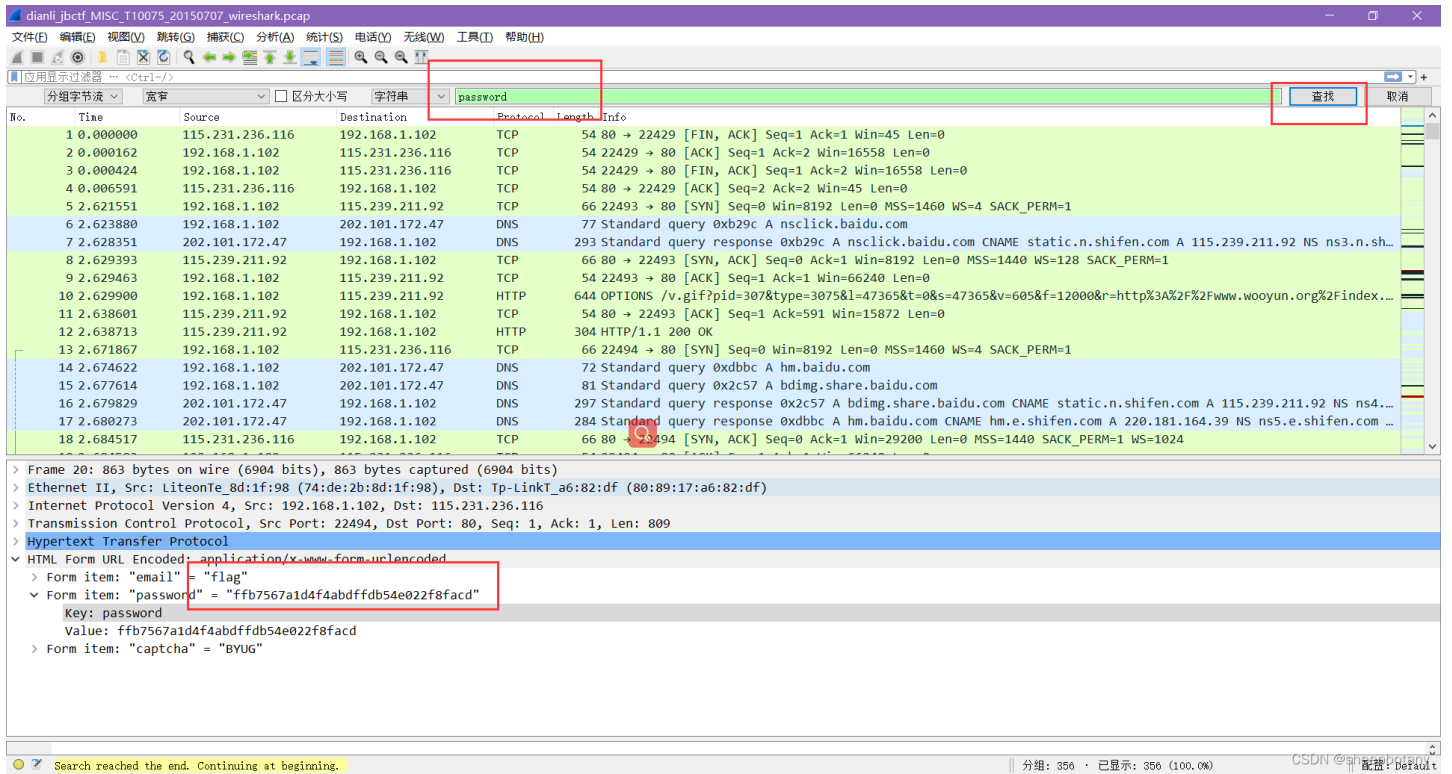 dianli_jbctf_MISC_T10075_20150707_wireshark.pcap
文件(F) 编辑(E) 视图(V) 跳转(G) 捕获(C) 分析(A) 统计(S) 电话(Y) 无线(W) 工具(T) 帮助(H)
应用显示过滤器 … <Ctrl-/>
分组字节流 宽窄 区分大小写 字符串 password 查找 取消
No. Time Source Destination Protocol Length Info
1 0.000000 115.231.236.116 192.168.1.102 TCP 54 80 → 22429 [FIN, ACK] Seq=1 Ack=1 Win=45 Len=0
2 0.000162 192.168.1.102 115.231.236.116 TCP 54 22429 → 80 [ACK] Seq=1 Ack=2 Win=16558 Len=0
3 0.000424 192.168.1.102 115.231.236.116 TCP 54 22429 → 80 [FIN, ACK] Seq=1 Ack=2 Win=16558 Len=0
4 0.006591 115.231.236.116 192.168.1.102 TCP 54 80 → 22429 [ACK] Seq=2 Ack=2 Win=45 Len=0
5 2.621551 192.168.1.102 115.239.211.92 TCP 66 22493 → 80 [SYN] Seq=0 Win=8192 Len=0 MSS=1460 WS=4 SACK_PERM=1
6 2.623880 192.168.1.102 202.101.172.47 DNS 77 Standard query 0xb29c A nsclick.baidu.com
7 2.628351 202.101.172.47 192.168.1.102 DNS 293 Standard query response 0xb29c A nsclick.baidu.com CNAME static.n.shifen.com A 115.239.211.92 NS ns3.n.sh…
8 2.629393 115.239.211.92 192.168.1.102 TCP 66 80 → 22493 [SYN, ACK] Seq=0 Ack=1 Win=8192 Len=0 MSS=1440 WS=128 SACK_PERM=1
9 2.629463 192.168.1.102 115.239.211.92 TCP 54 22493 → 80 [ACK] Seq=1 Ack=1 Win=66240 Len=0
10 2.629900 192.168.1.102 115.239.211.92 HTTP 644 OPTIONS /v.gif?pid=307&type=3075&l=47365&t=0&s=47365&v=605&f=12000&r=http%3A%2F%2Fwww.wooyun.org%2Findex.…
11 2.638601 115.239.211.92 192.168.1.102 TCP 54 80 → 22493 [ACK] Seq=1 Ack=591 Win=15872 Len=0
12 2.638713 115.239.211.92 192.168.1.102 HTTP 304 HTTP/1.1 200 OK
13 2.671867 192.168.1.102 115.231.236.116 TCP 66 22494 → 80 [SYN] Seq=0 Win=8192 Len=0 MSS=1460 WS=4 SACK_PERM=1
14 2.674622 192.168.1.102 202.101.172.47 DNS 72 Standard query 0xdbbc A hm.baidu.com
15 2.677614 192.168.1.102 202.101.172.47 DNS 81 Standard query 0x2c57 A bdimg.share.baidu.com
16 2.679829 202.101.172.47 192.168.1.102 DNS 297 Standard query response 0x2c57 A bdimg.share.baidu.com CNAME static.n.shifen.com A 115.239.211.92 NS ns4.…
17 2.680273 202.101.172.47 192.168.1.102 DNS 284 Standard query response 0xdbbc A hm.baidu.com CNAME hm.e.shifen.com A 220.181.164.39 NS ns5.e.shifen.com …
18 2.684517 115.231.236.116 192.168.1.102 TCP 66 80 → 22494 [SYN, ACK] Seq=0 Ack=1 Win=29200 Len=0 MSS=1440 SACK_PERM=1 WS=1024
Frame 20: 863 bytes on wire (6904 bits), 863 bytes captured (6904 bits)
Ethernet II, Src: LiteonTe_8d:1f:98 (74:de:2b:8d:1f:98), Dst: Tp-LinkT_a6:82:df (80:89:17:a6:82:df)
Internet Protocol Version 4, Src: 192.168.1.102, Dst: 115.231.236.116
Transmission Control Protocol, Src Port: 22494, Dst Port: 80, Seq: 1, Ack: 1, Len: 809
Hypertext Transfer Protocol
HTML Form URL Encoded: application/x-www-form-urlencoded
Form item: "email" = "flag"
Form item: "password" = "ffb7567a1d4f4abdffdb54e022f8facd"
Key: password
Value: ffb7567a1d4f4abdffdb54e022f8facd
Form item: "captcha" = "BYUG"
Search reached the end. Continuing at beginning. 分组: 356 · 已显示: 356 (100.0%) 配置: Default
CSDN @sheepbotany